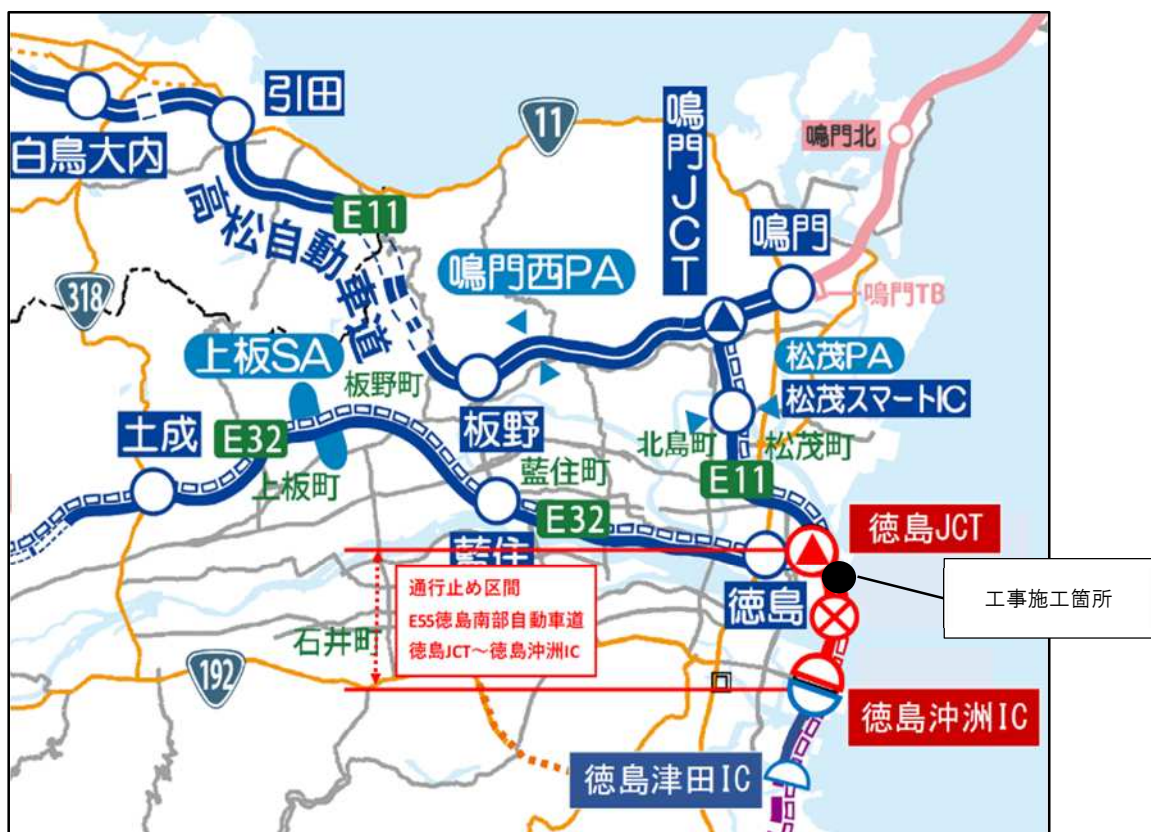 引田
白鳥大内
11
鳴門JCT
鳴門北
E11
高松自動車道
鳴門
鳴門西PA
鳴門TB
318
上板SA
板野町
松茂PA
松茂スマートIC
土成
E32
板野
北島町
松茂町
上板町
藍住町
E11
E32
徳島JCT
藍住
通行止め区間
E55徳島南部自動車道
徳島JCT～徳島沖洲IC
徳島
工事施工箇所
石井町
192
徳島沖洲IC
徳島津田IC